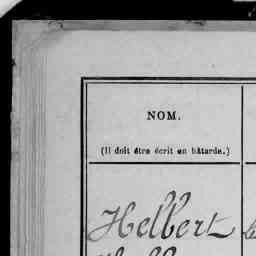 NOM.
(Il doit être écrit en bâtarde.)
Helbert